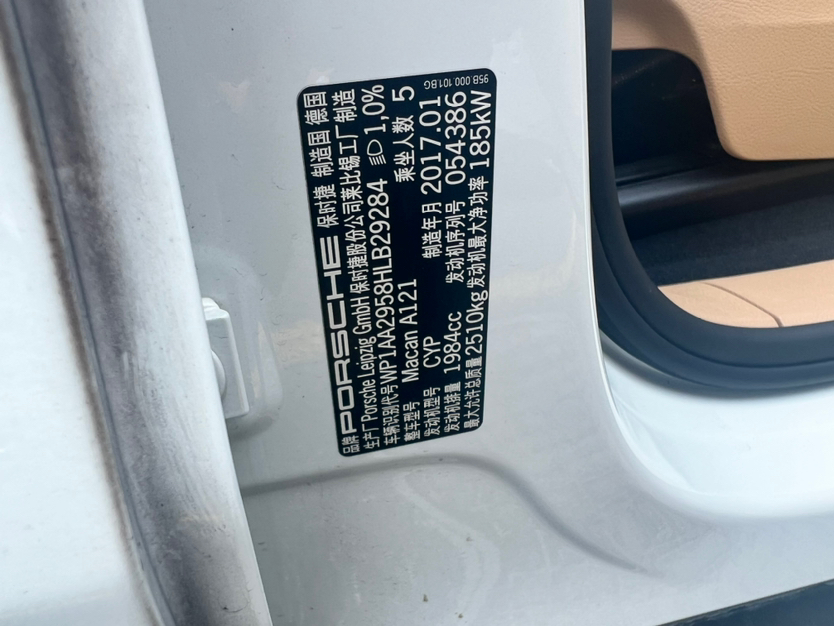 95B.000.101.BG
品牌 PORSCHE 保时捷 制造国 德国
生产厂 Porsche Leipzig GmbH 保时捷股份公司莱比锡工厂 制造
车辆识别代号 WP1AA2958HLB29284 1,0%
整车型号 Macan A121 乘坐人数 5
发动机型号 CYP 制造年月 2017.01
发动机排量 1984cc 发动机序列号 054386
最大允许总质量 2510kg 发动机最大净功率 185kW